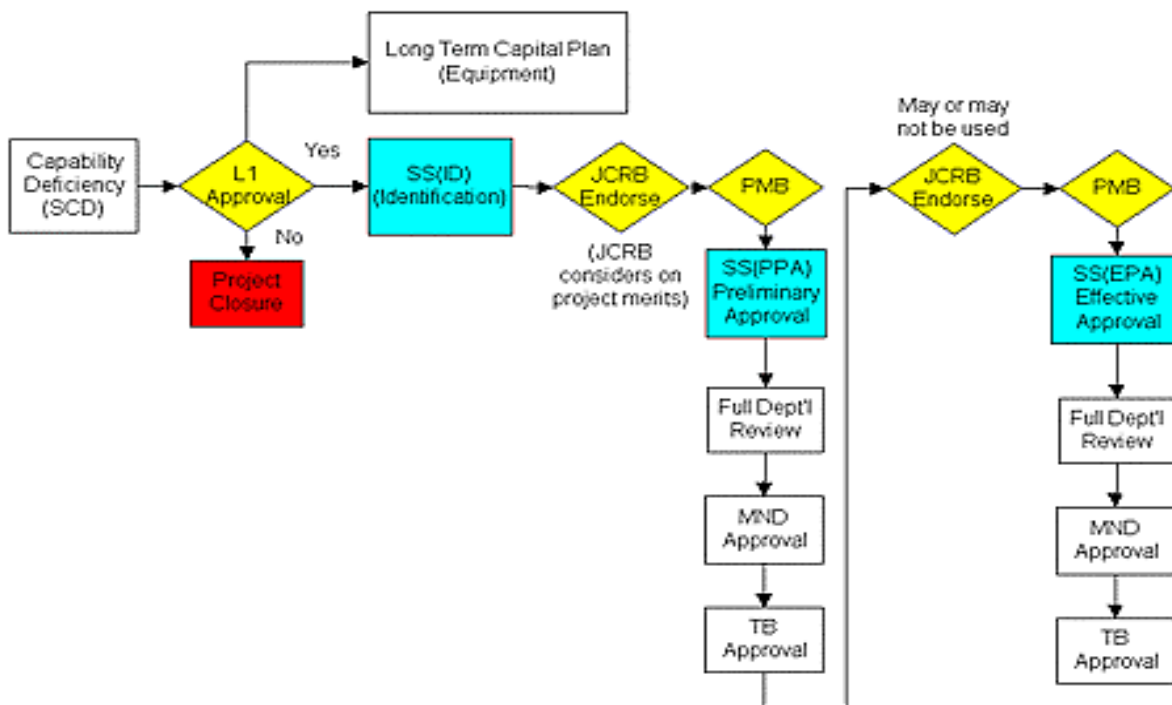 Long Term Capital Plan
(Equipment)
Capability
Deficiency
(SCD)
L1
Approval
Yes
No
Project
Closure
SS(ID)
(Identification)
JCRB
Endorse
(JCRB
considers on
project merits)
PMB
SS(PPA)
Preliminary
Approval
Full Dept'l
Review
MND
Approval
TB
Approval
May or may
not be used
JCRB
Endorse
PMB
SS(EPA)
Effective
Approval
Full Dept'l
Review
MND
Approval
TB
Approval